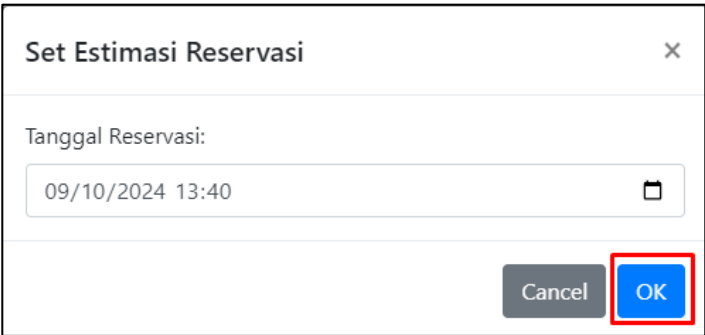 Set Estimasi Reservasi ×
Tanggal Reservasi:
09/10/2024 13:40
Cancel OK